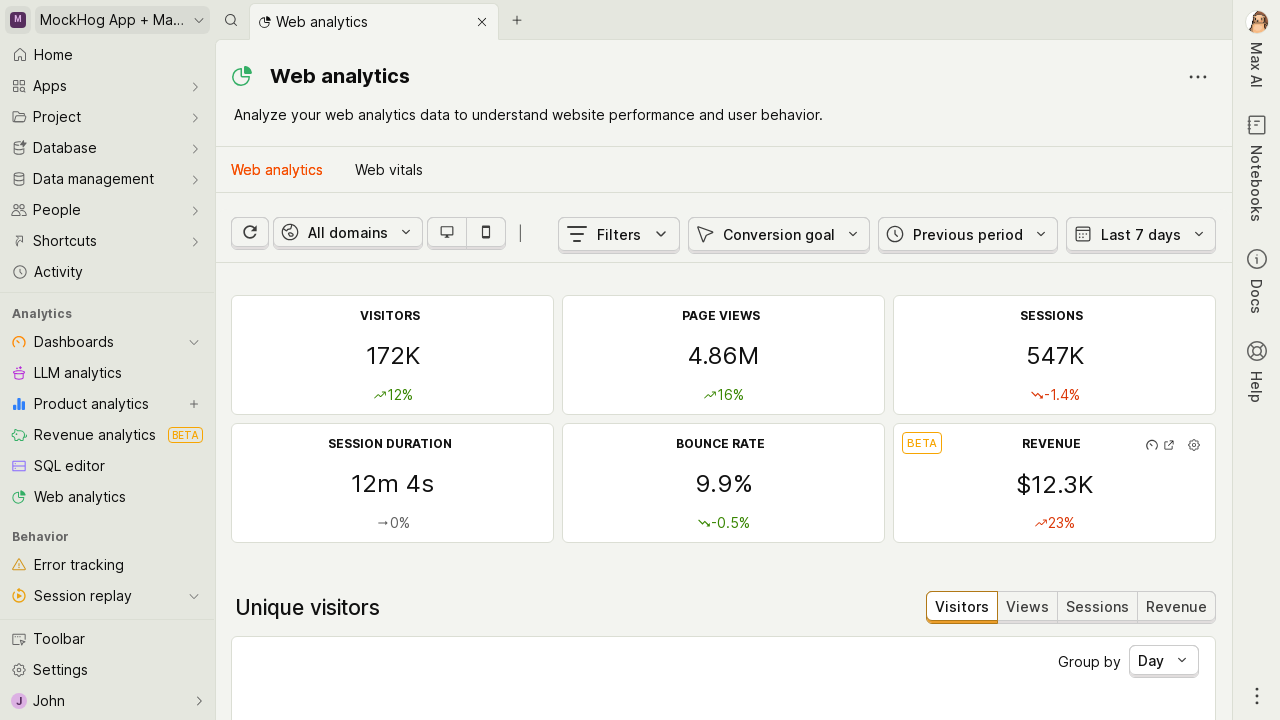 M
MockHog App + Ma...
Web analytics
Home
Apps
Project
Database
Data management
People
Shortcuts
Activity
Analytics
Dashboards
LLM analytics
Product analytics
Revenue analytics
BETA
SQL editor
Web analytics
Behavior
Error tracking
Session replay
Toolbar
Settings
J
John
Web analytics
Analyze your web analytics data to understand website performance and user behavior.
Web analytics
Web vitals
All domains
Filters
Conversion goal
Previous period
Last 7 days
VISITORS
172K
12%
PAGE VIEWS
4.86M
16%
SESSIONS
547K
-1.4%
SESSION DURATION
12m 4s
0%
BOUNCE RATE
9.9%
-0.5%
BETA
REVENUE
$12.3K
23%
Unique visitors
Visitors
Views
Sessions
Revenue
Group by
Day
Max AI
Notebooks
Docs
Help